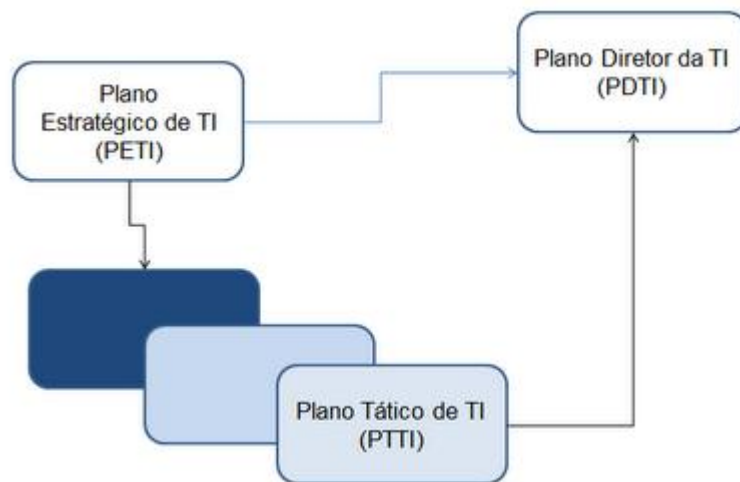 Plano
Estratégico de TI
(PETI)
Plano Diretor da TI
(PDTI)
Plano Tático de TI
(PTTI)